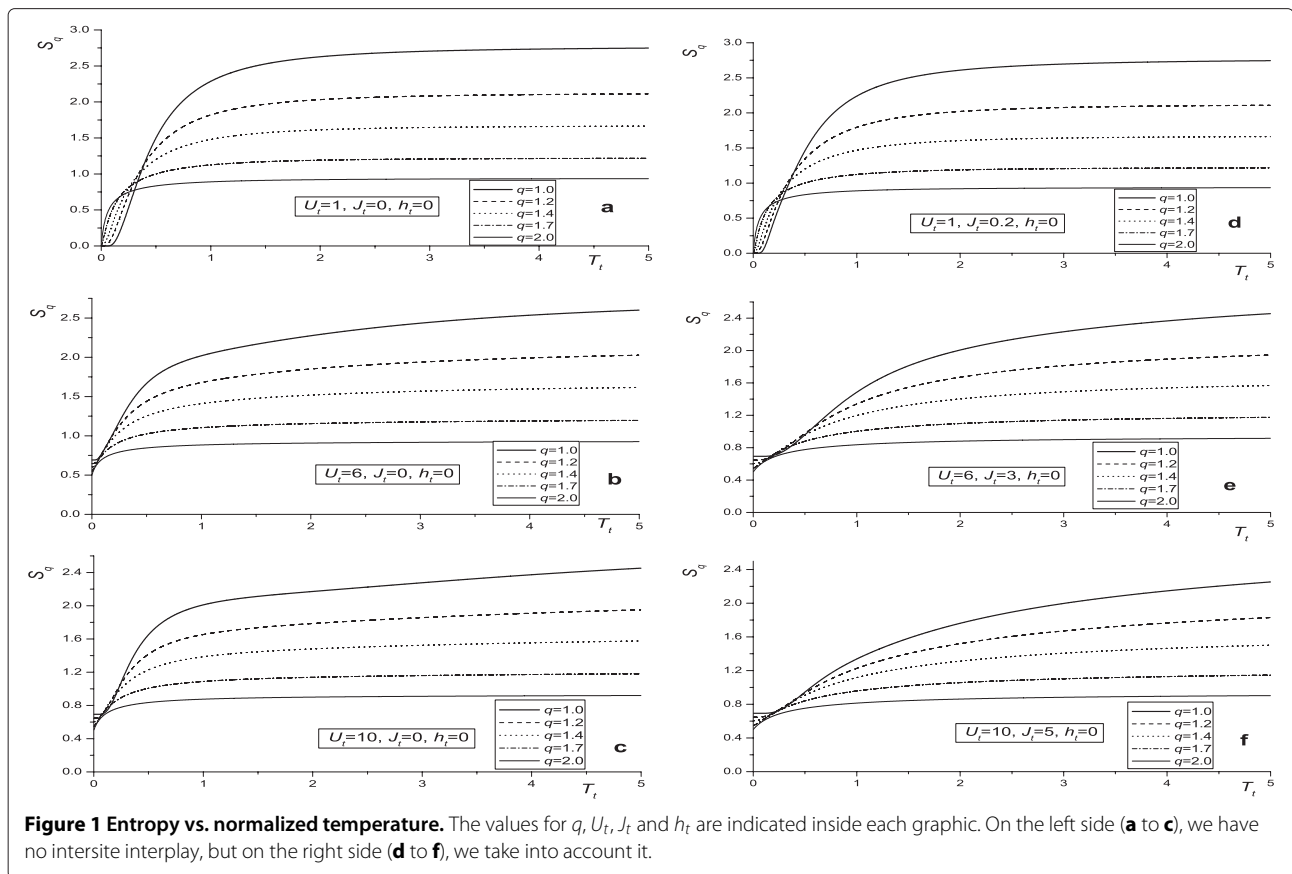 S_q
3.0
2.5
2.0
1.5
1.0
0.5
0.0
0 1 2 3 4 5
T_t
U_t=1, J_t=0, h_t=0
q=1.0
q=1.2
q=1.4
q=1.7
q=2.0
a
S_q
3.0
2.5
2.0
1.5
1.0
0.5
0.0
0 1 2 3 4 5
T_t
U_t=1, J_t=0.2, h_t=0
q=1.0
q=1.2
q=1.4
q=1.7
q=2.0
d
S_q
2.5
2.0
1.5
1.0
0.5
0.0
0 1 2 3 4 5
T_t
U_t=6, J_t=0, h_t=0
q=1.0
q=1.2
q=1.4
q=1.7
q=2.0
b
S_q
2.4
2.0
1.6
1.2
0.8
0.4
0.0
0 1 2 3 4 5
T_t
U_t=6, J_t=3, h_t=0
q=1.0
q=1.2
q=1.4
q=1.7
q=2.0
e
S_q
2.4
2.0
1.6
1.2
0.8
0.4
0.0
0 1 2 3 4 5
T_t
U_t=10, J_t=0, h_t=0
q=1.0
q=1.2
q=1.4
q=1.7
q=2.0
c
S_q
2.4
2.0
1.6
1.2
0.8
0.4
0.0
0 1 2 3 4 5
T_t
U_t=10, J_t=5, h_t=0
q=1.0
q=1.2
q=1.4
q=1.7
q=2.0
f
Figure 1 Entropy vs. normalized temperature. The values for q, U_t, J_t and h_t are indicated inside each graphic. On the left side (a to c), we have
no intersite interplay, but on the right side (d to f), we take into account it.